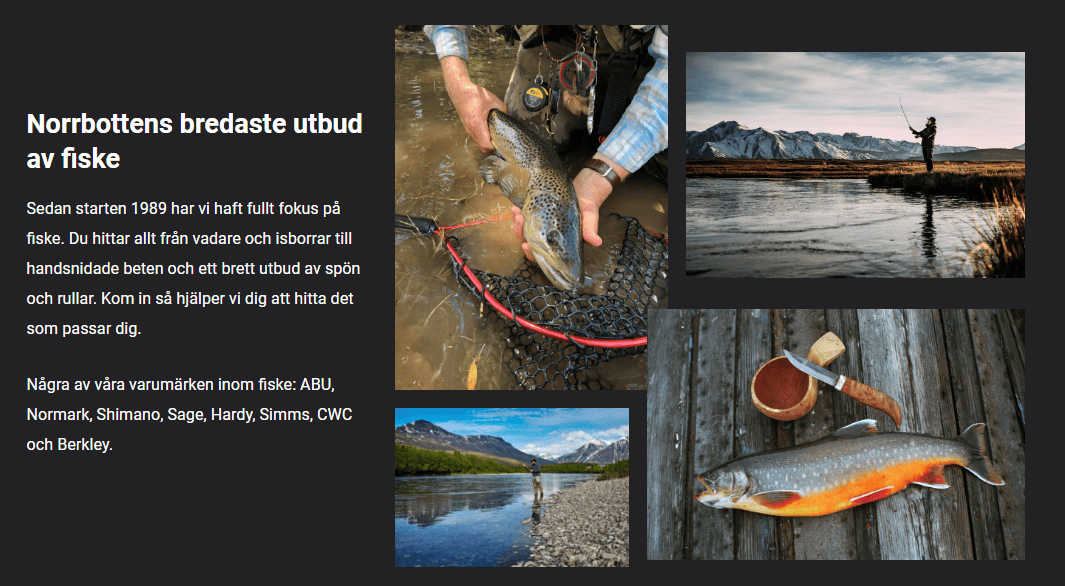 Norrbottens bredaste utbud
av fiske
Sedan starten 1989 har vi haft fullt fokus på
fiske. Du hittar allt från vadare och isborrar till
handsnidade beten och ett brett utbud av spön
och rullar. Kom in så hjälper vi dig att hitta det
som passar dig.
Några av våra varumärken inom fiske: ABU,
Normark, Shimano, Sage, Hardy, Simms, CWC
och Berkley.